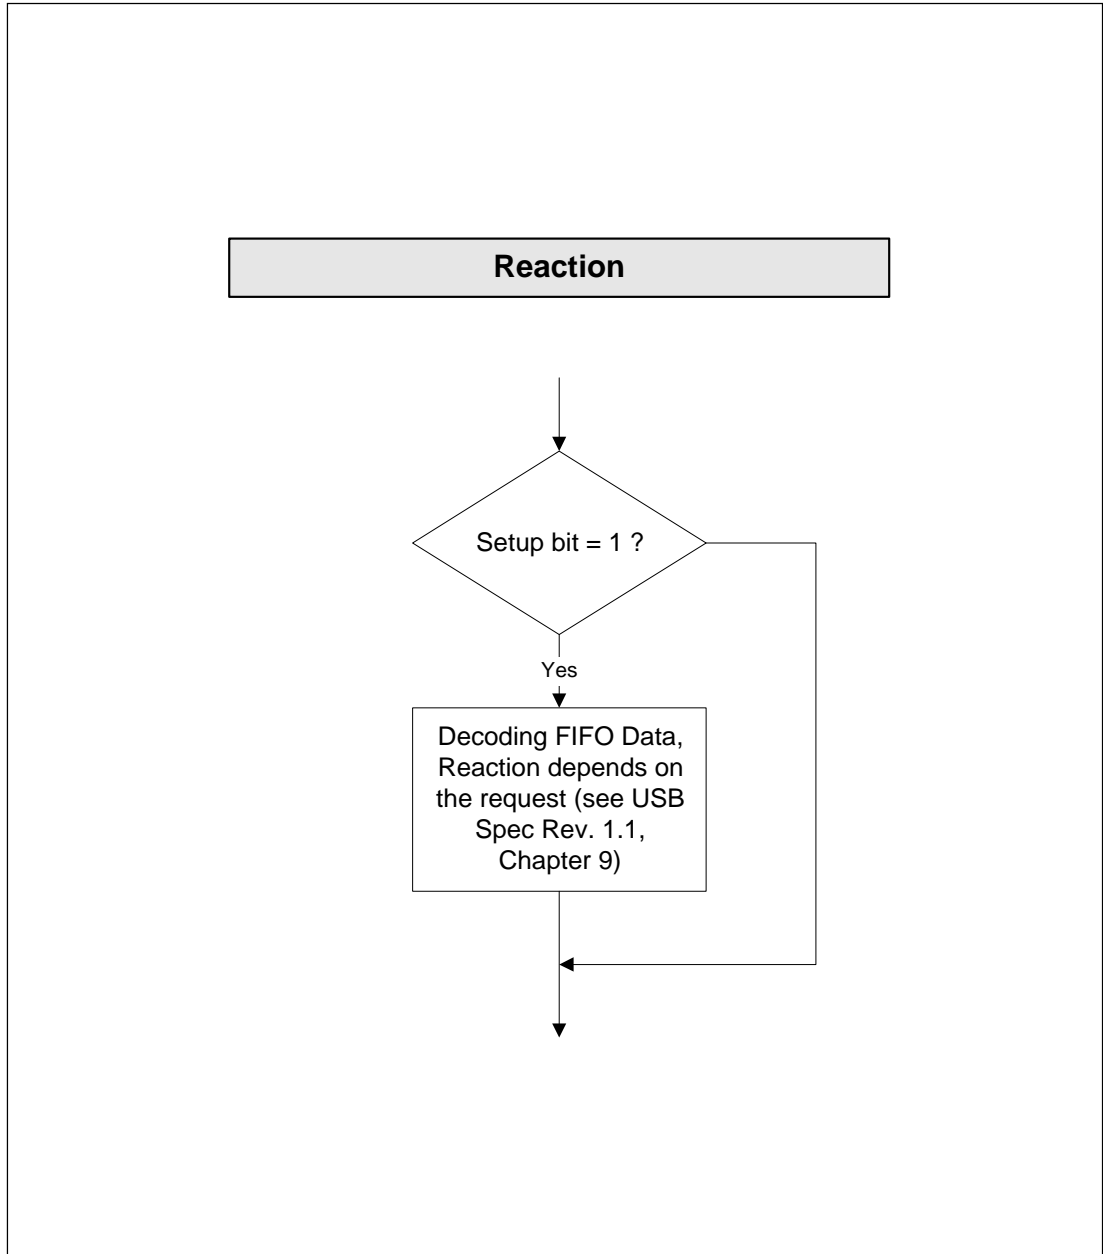 Reaction
Setup bit = 1 ?
Yes
Decoding FIFO Data,
Reaction depends on
the request (see USB
Spec Rev. 1.1,
Chapter 9)